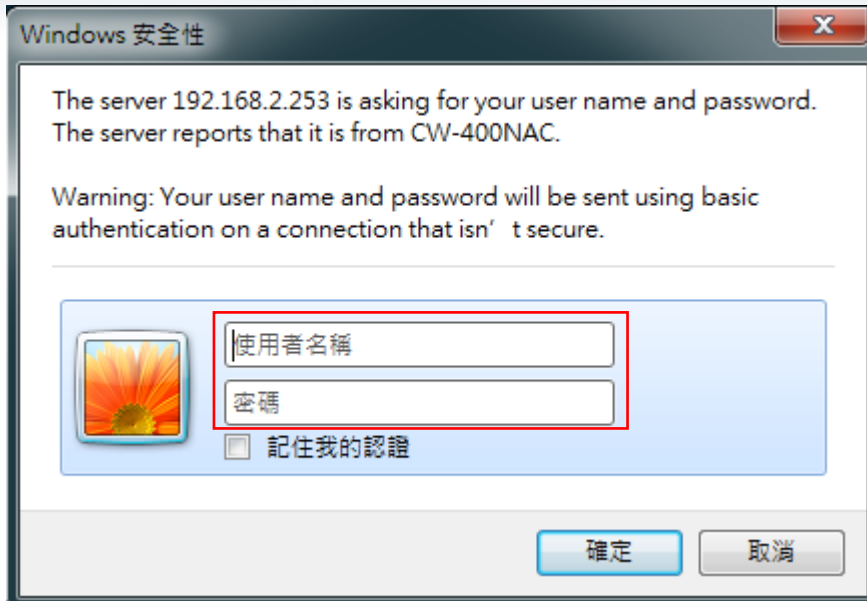 Windows 安全性
The server 192.168.2.253 is asking for your user name and password.
The server reports that it is from CW-400NAC.
Warning: Your user name and password will be sent using basic
authentication on a connection that isn’t secure.
使用者名稱
密碼
記住我的認證
確定
取消